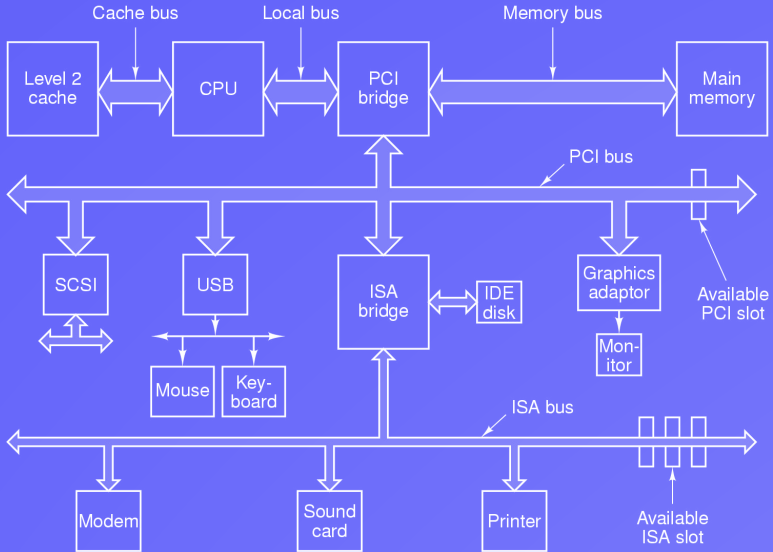 Cache bus
Local bus
Memory bus
Level 2
cache
CPU
PCI
bridge
Main
memory
PCI bus
SCSI
USB
ISA
bridge
IDE
disk
Graphics
adaptor
Available
PCI slot
Mon-
itor
Mouse
Key-
board
ISA bus
Modem
Sound
card
Printer
Available
ISA slot